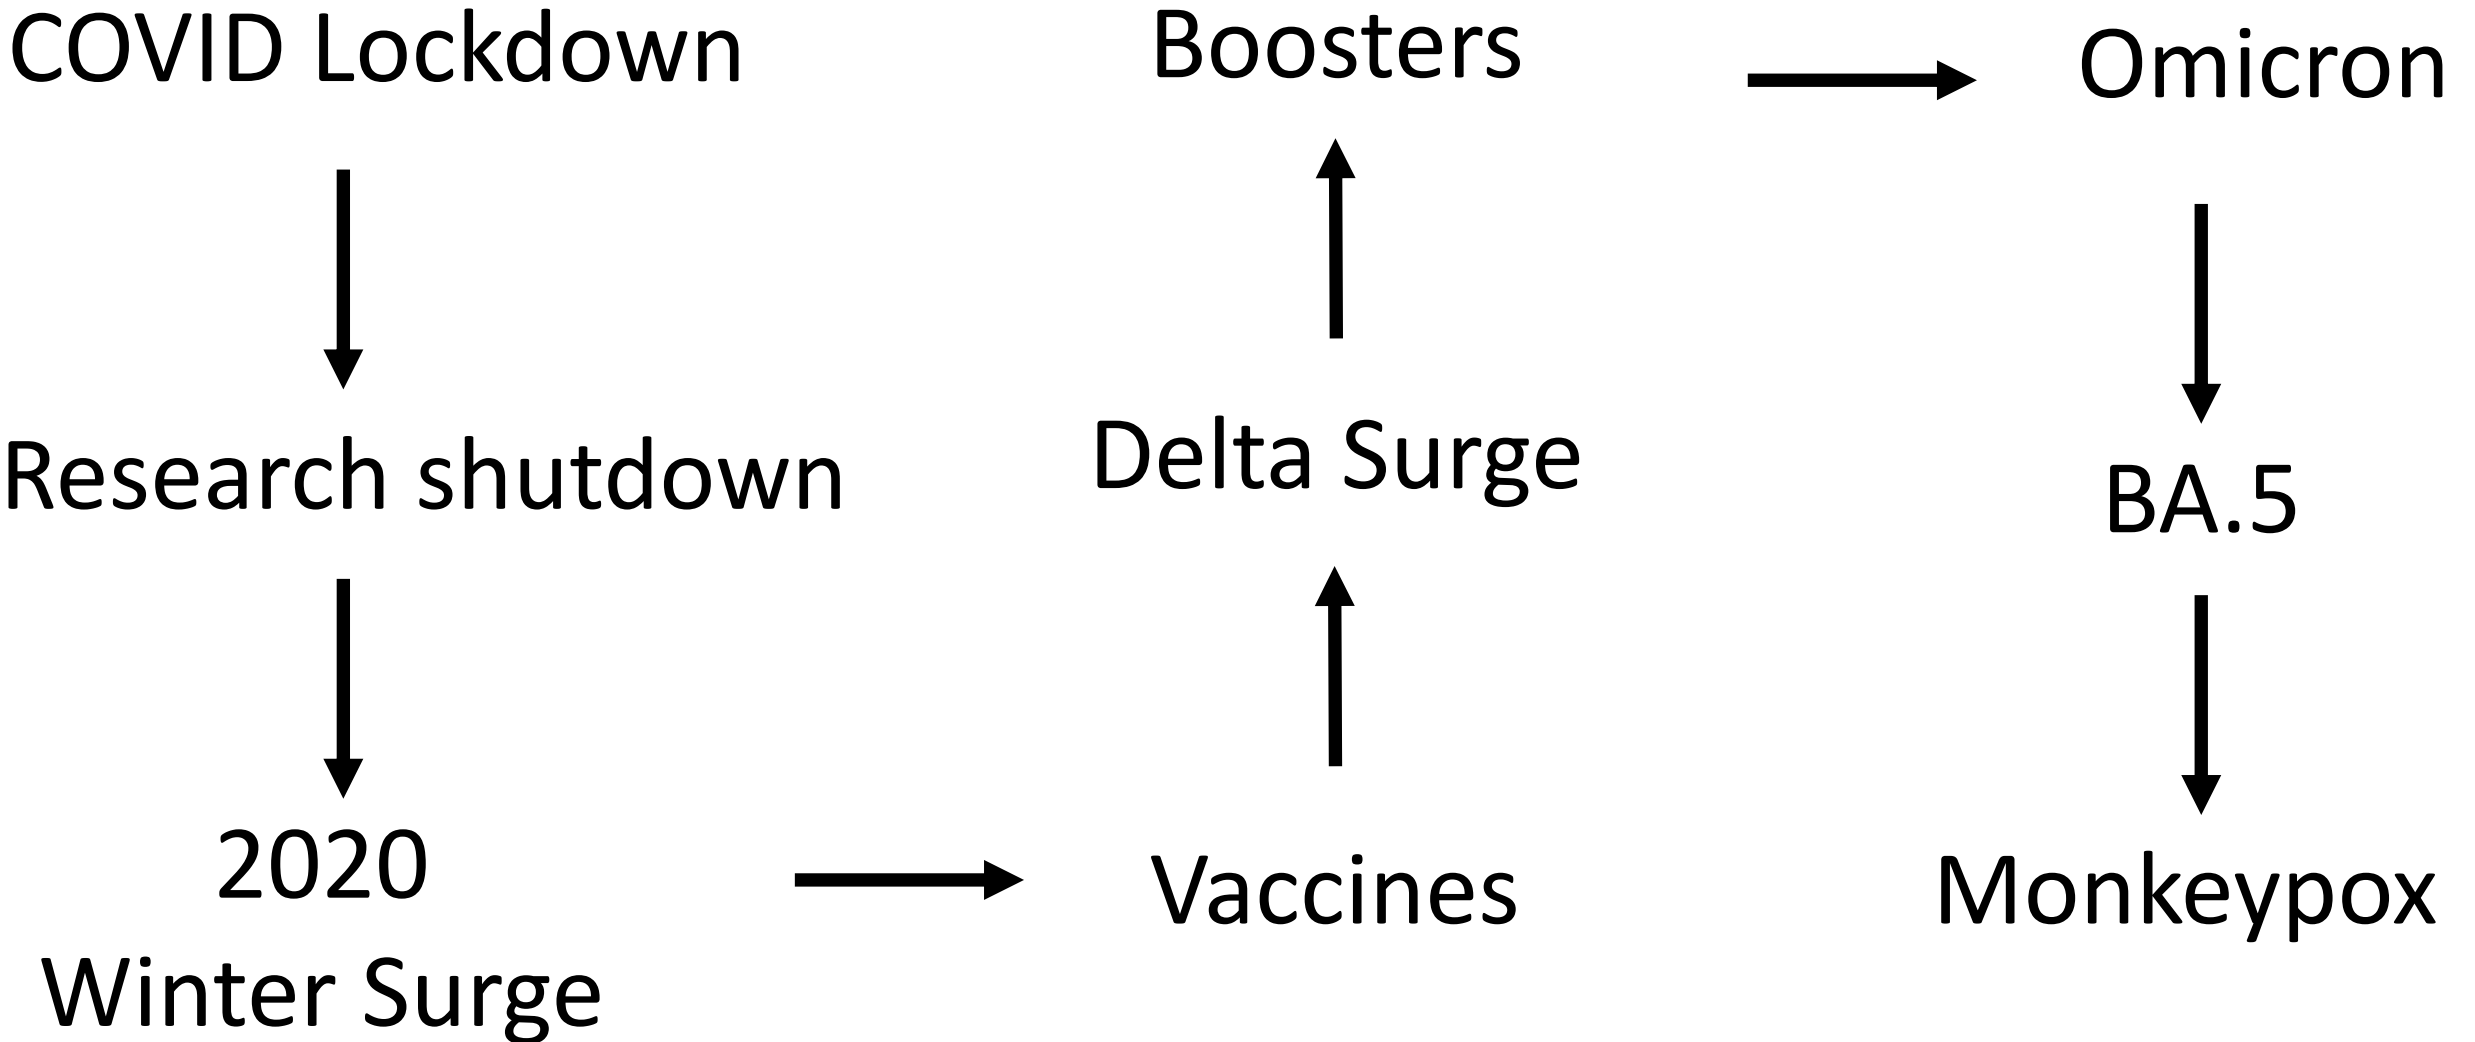 COVID Lockdown
Research shutdown
2020
Winter Surge
Vaccines
Delta Surge
Boosters
Omicron
BA.5
Monkeypox